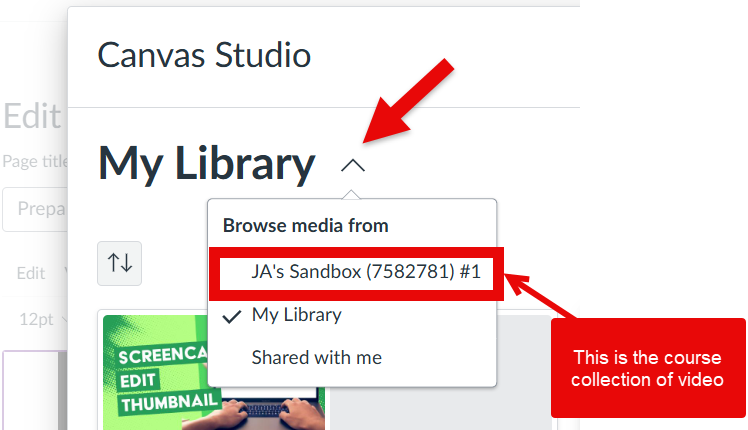 Canvas Studio
Edit
Page title
My Library
Prepa
Browse media from
JA's Sandbox (7582781) #1
Edit
My Library
12pt
This is the course
collection of video
Shared with me
SCREENCA
EDIT
THUMBNAIL